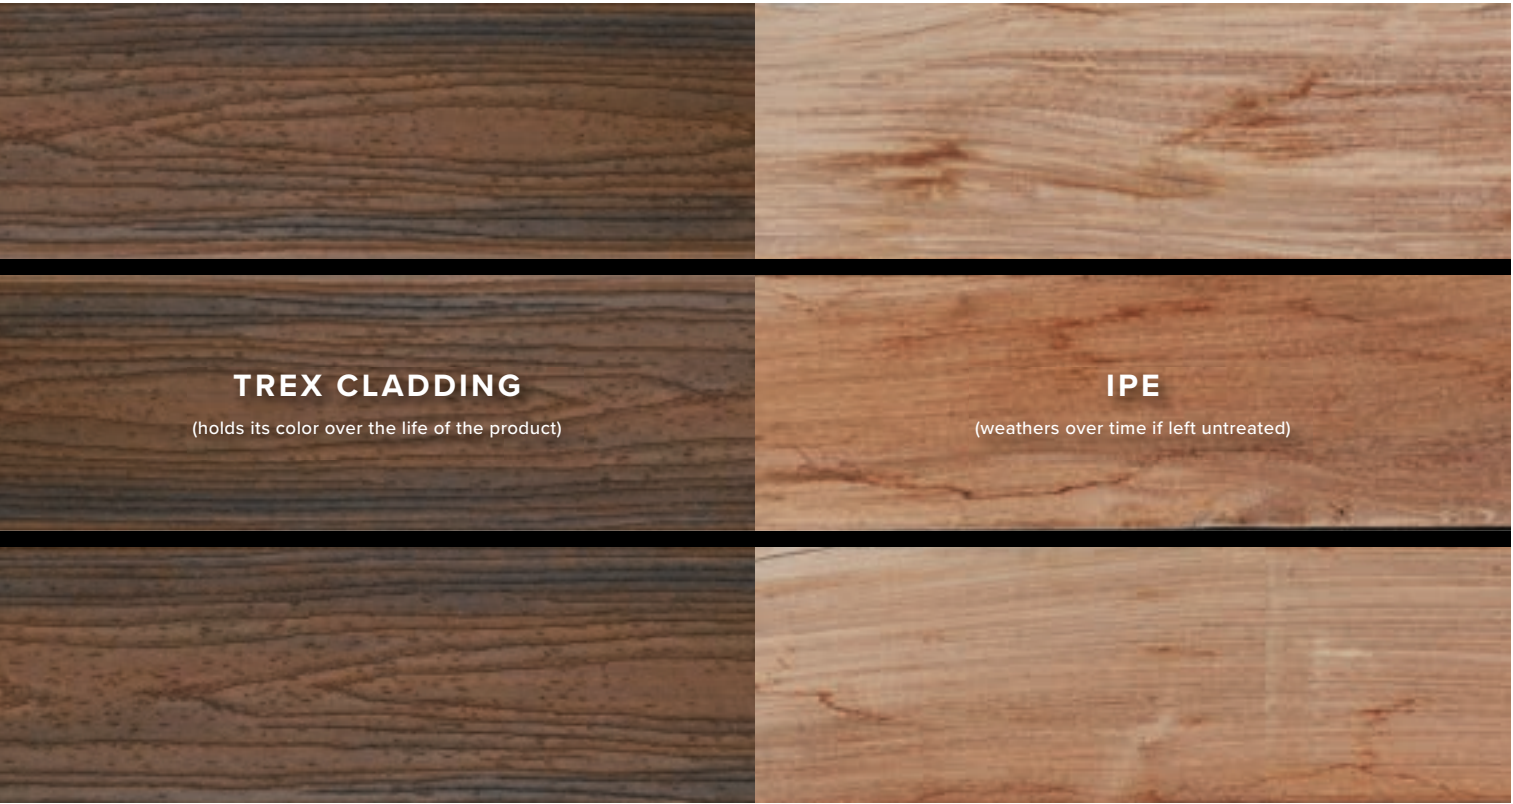 TREX CLADDING
(holds its color over the life of the product)
IPE
(weathers over time if left untreated)